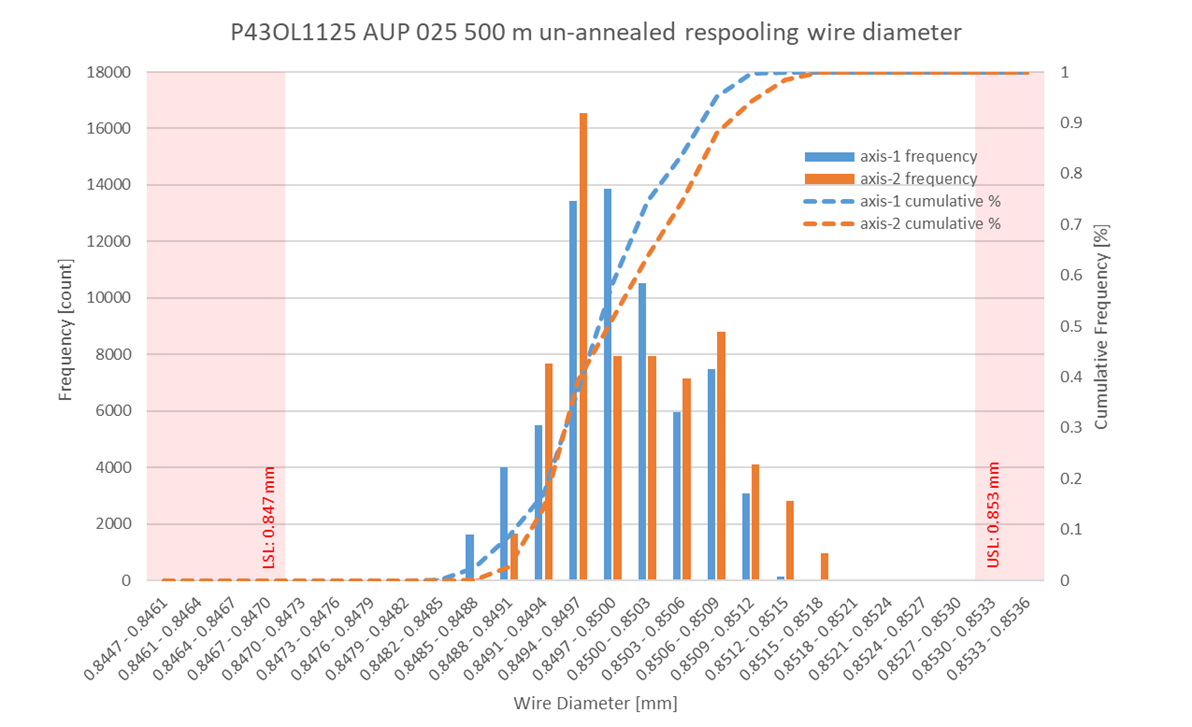 P43OL1125 AUP 025 500 m un-annealed respooling wire diameter
18000
16000
14000
12000
10000
8000
6000
4000
2000
0
Frequency [count]
1
0.9
0.8
0.7
0.6
0.5
0.4
0.3
0.2
0.1
0
Cumulative Frequency [%]
axis-1 frequency
axis-2 frequency
axis-1 cumulative %
axis-2 cumulative %
LSL: 0.847 mm
USL: 0.853 mm
0.8447 - 0.8461
0.8461 - 0.8464
0.8464 - 0.8467
0.8467 - 0.8470
0.8470 - 0.8473
0.8473 - 0.8476
0.8476 - 0.8479
0.8479 - 0.8482
0.8482 - 0.8485
0.8485 - 0.8488
0.8488 - 0.8491
0.8491 - 0.8494
0.8494 - 0.8497
0.8497 - 0.8500
0.8500 - 0.8503
0.8503 - 0.8506
0.8506 - 0.8509
0.8509 - 0.8512
0.8512 - 0.8515
0.8515 - 0.8518
0.8518 - 0.8521
0.8521 - 0.8524
0.8524 - 0.8527
0.8527 - 0.8530
0.8530 - 0.8533
0.8533 - 0.8536
Wire Diameter [mm]